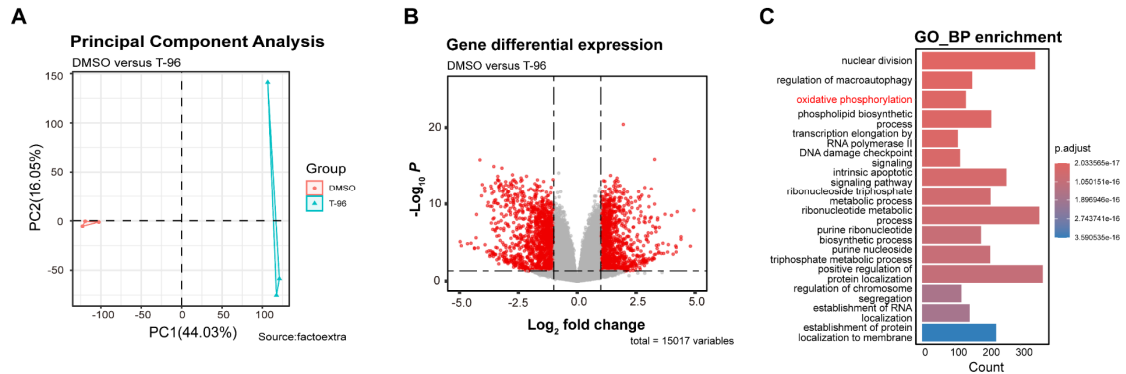 A
Principal Component Analysis
DMSO versus T-96
150
100
50
0
-50
-100
0
100
PC2(16.05%)
PC1(44.03%)
Source:factoextra
Group
DMSO
T-96
B
Gene differential expression
DMSO versus T-96
20
10
0
-5.0
-2.5
0.0
2.5
5.0
-Log10 P
Log2 fold change
total = 15017 variables
C
GO_BP enrichment
nuclear division
regulation of macroautophagy
oxidative phosphorylation
phospholipid biosynthetic
process
transcription elongation by
RNA polymerase II
DNA damage checkpoint
signaling
intrinsic apoptotic
signaling pathway
ribonucleoside triphosphate
metabolic process
ribonucleotide metabolic
process
purine ribonucleotide
biosynthetic process
purine nucleoside
triphosphate metabolic process
positive regulation of
protein localization
regulation of chromosome
segregation
establishment of RNA
localization
establishment of protein
localization to membrane
0
100
200
300
Count
p.adjust
2.033565e-17
1.050151e-16
1.896946e-16
2.743741e-16
3.590535e-16